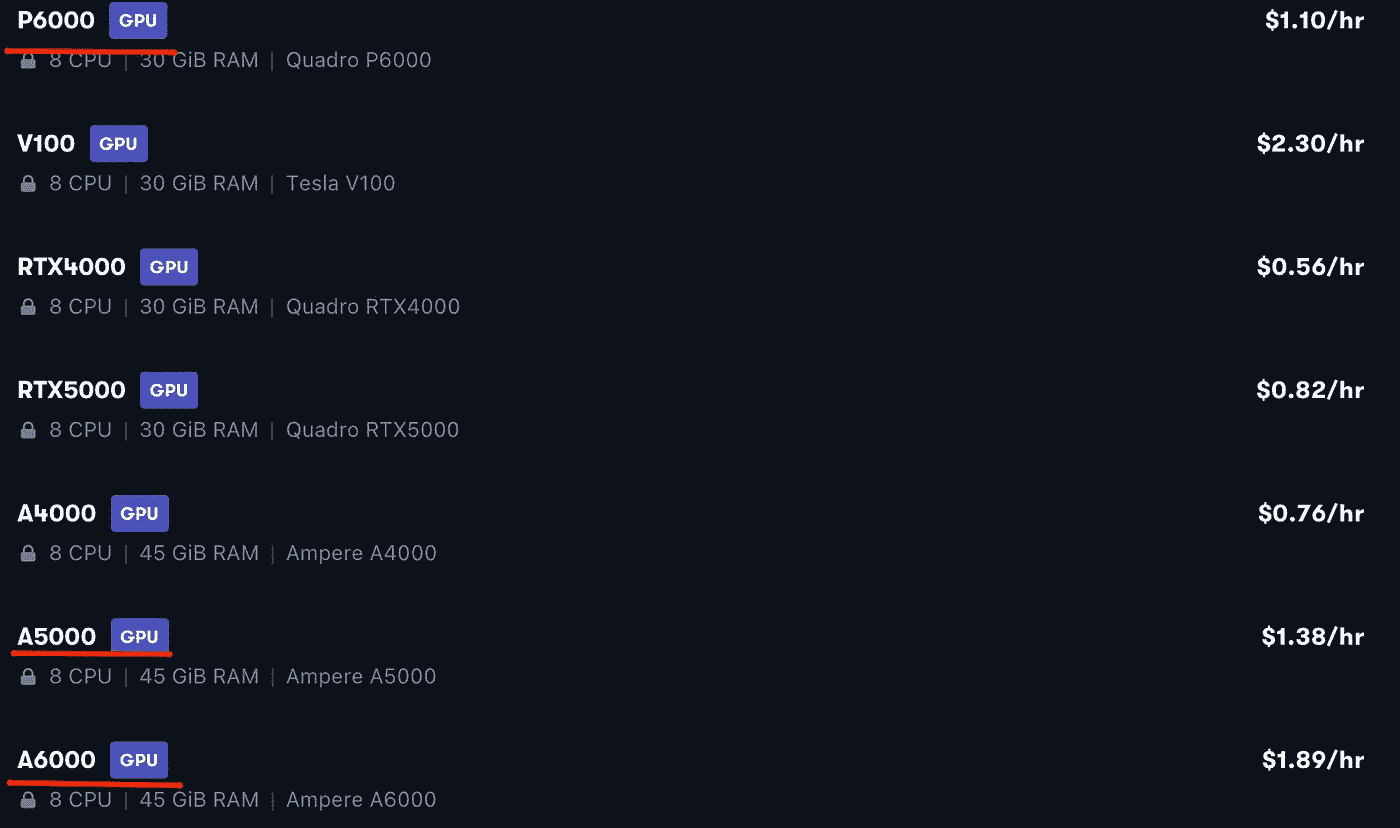 P6000 GPU $1.10/hr
8 CPU | 30 GiB RAM | Quadro P6000
V100 GPU $2.30/hr
8 CPU | 30 GiB RAM | Tesla V100
RTX4000 GPU $0.56/hr
8 CPU | 30 GiB RAM | Quadro RTX4000
RTX5000 GPU $0.82/hr
8 CPU | 30 GiB RAM | Quadro RTX5000
A4000 GPU $0.76/hr
8 CPU | 45 GiB RAM | Ampere A4000
A5000 GPU $1.38/hr
8 CPU | 45 GiB RAM | Ampere A5000
A6000 GPU $1.89/hr
8 CPU | 45 GiB RAM | Ampere A6000